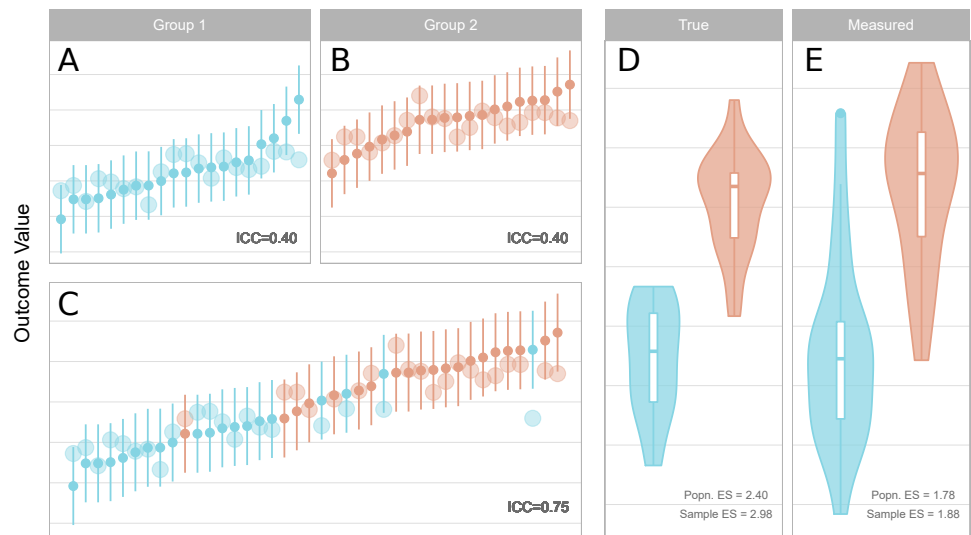 Group 1
Group 2
True
Measured
A
B
D
E
Outcome Value
ICC=0.40
ICC=0.40
C
ICC=0.75
Popn. ES = 2.40
Sample ES = 2.98
Popn. ES = 1.78
Sample ES = 1.88